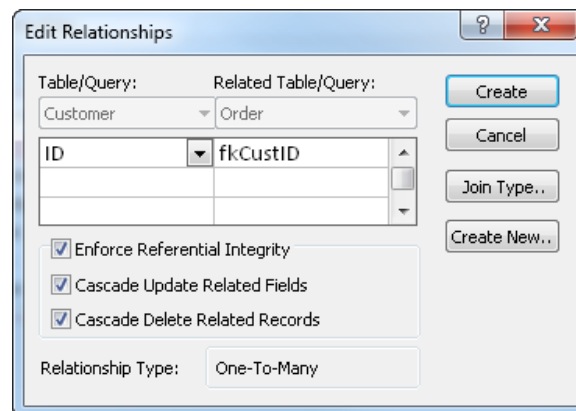 Edit Relationships
?
X
Table/Query: Related Table/Query:
Customer Order
ID fkCustID
Enforce Referential Integrity
Cascade Update Related Fields
Cascade Delete Related Records
Relationship Type: One-To-Many
Create
Cancel
Join Type..
Create New..